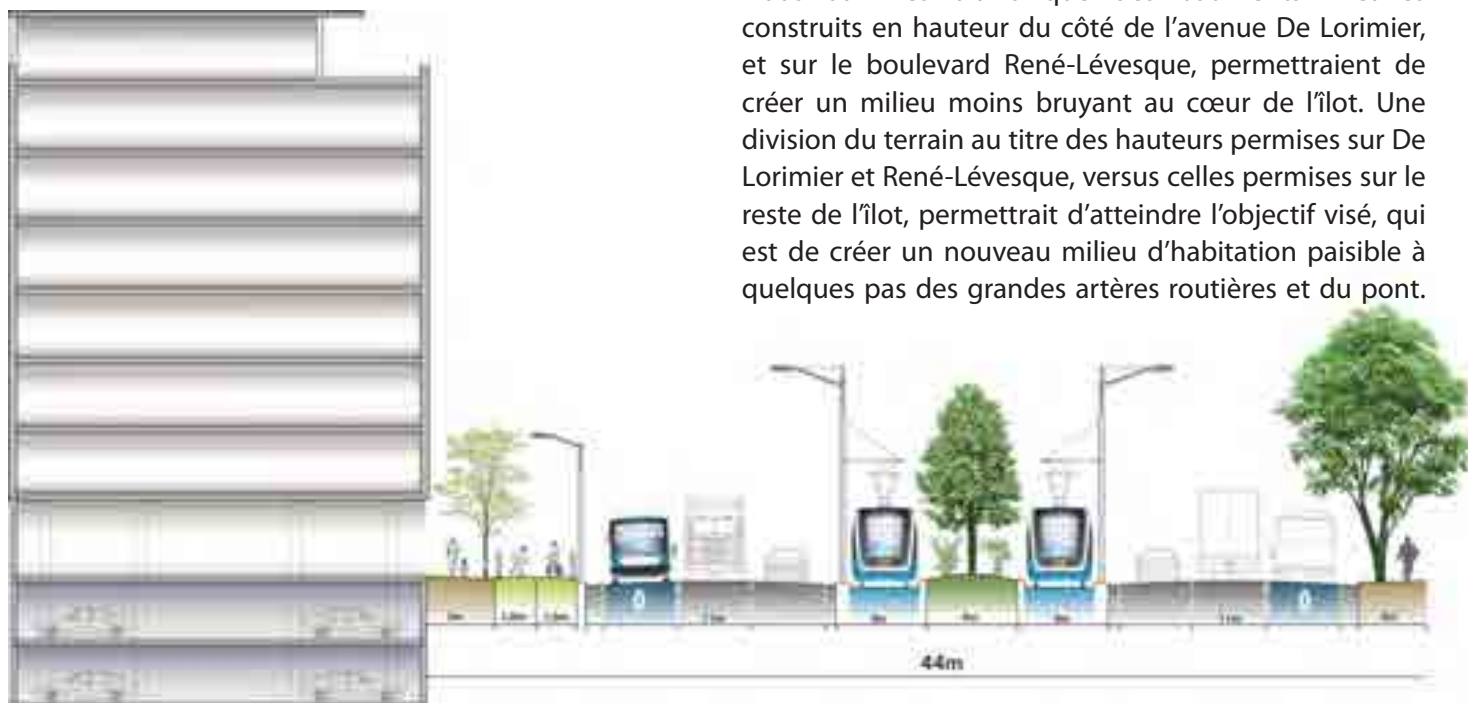 construits en hauteur du côté de l’avenue De Lorimier,
et sur le boulevard René-Lévesque, permettraient de
créer un milieu moins bruyant au cœur de l’îlot. Une
division du terrain au titre des hauteurs permises sur De
Lorimier et René-Lévesque, versus celles permises sur le
reste de l’îlot, permettrait d’atteindre l’objectif visé, qui
est de créer un nouveau milieu d’habitation paisible à
quelques pas des grandes artères routières et du pont.
44m